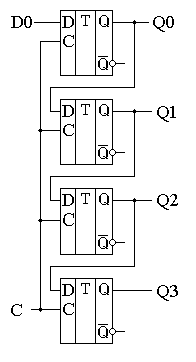 D0 D T Q Q0
C Q
D T Q Q1
C Q
D T Q Q2
C Q
D T Q Q3
C C Q